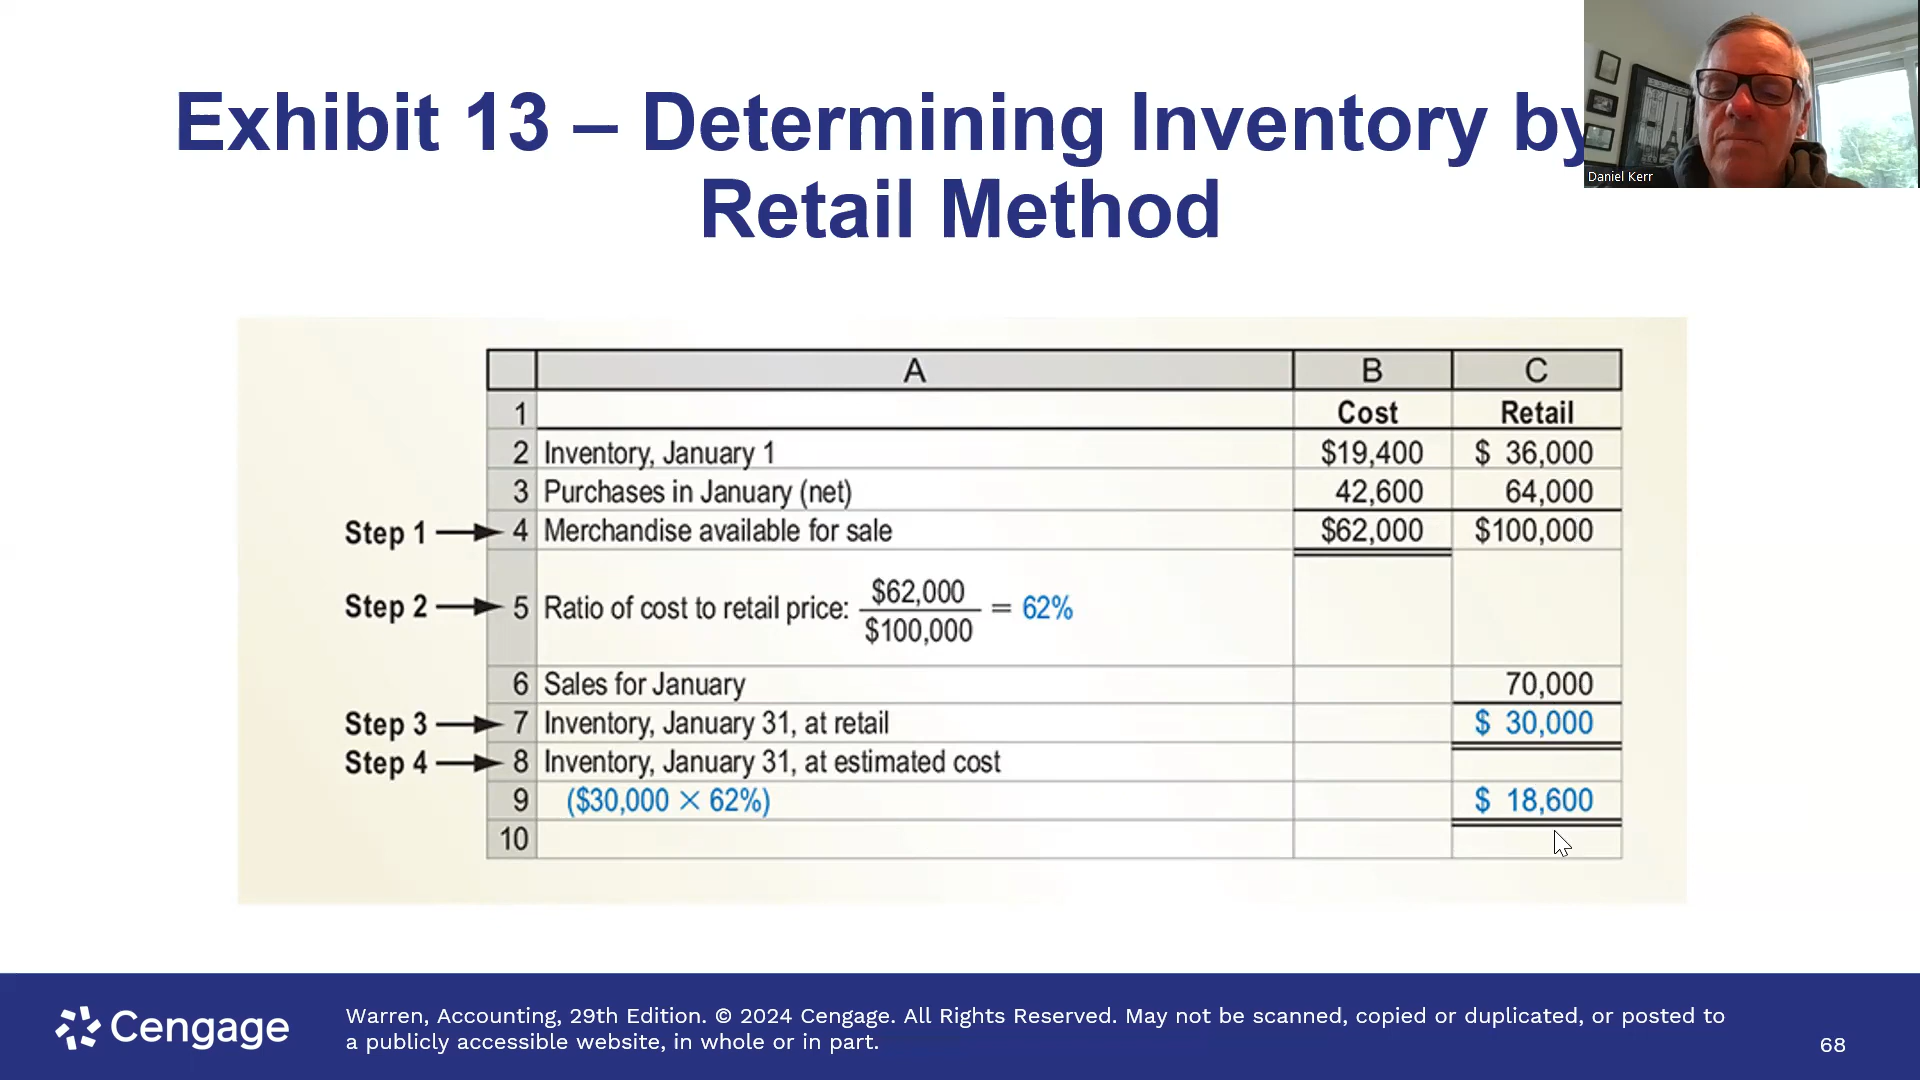 Exhibit 13 – Determining Inventory by
Retail Method
Daniel Kerr
A B C
1 Cost Retail
2 Inventory, January 1 $19,400 $ 36,000
3 Purchases in January (net) 42,600 64,000
Step 1 4 Merchandise available for sale $62,000 $100,000
Step 2 5 Ratio of cost to retail price: $62,000 / $100,000 = 62%
6 Sales for January 70,000
Step 3 7 Inventory, January 31, at retail $ 30,000
Step 4 8 Inventory, January 31, at estimated cost
9 ($30,000 × 62%) $ 18,600
10
Cengage
Warren, Accounting, 29th Edition. © 2024 Cengage. All Rights Reserved. May not be scanned, copied or duplicated, or posted to
a publicly accessible website, in whole or in part.
68